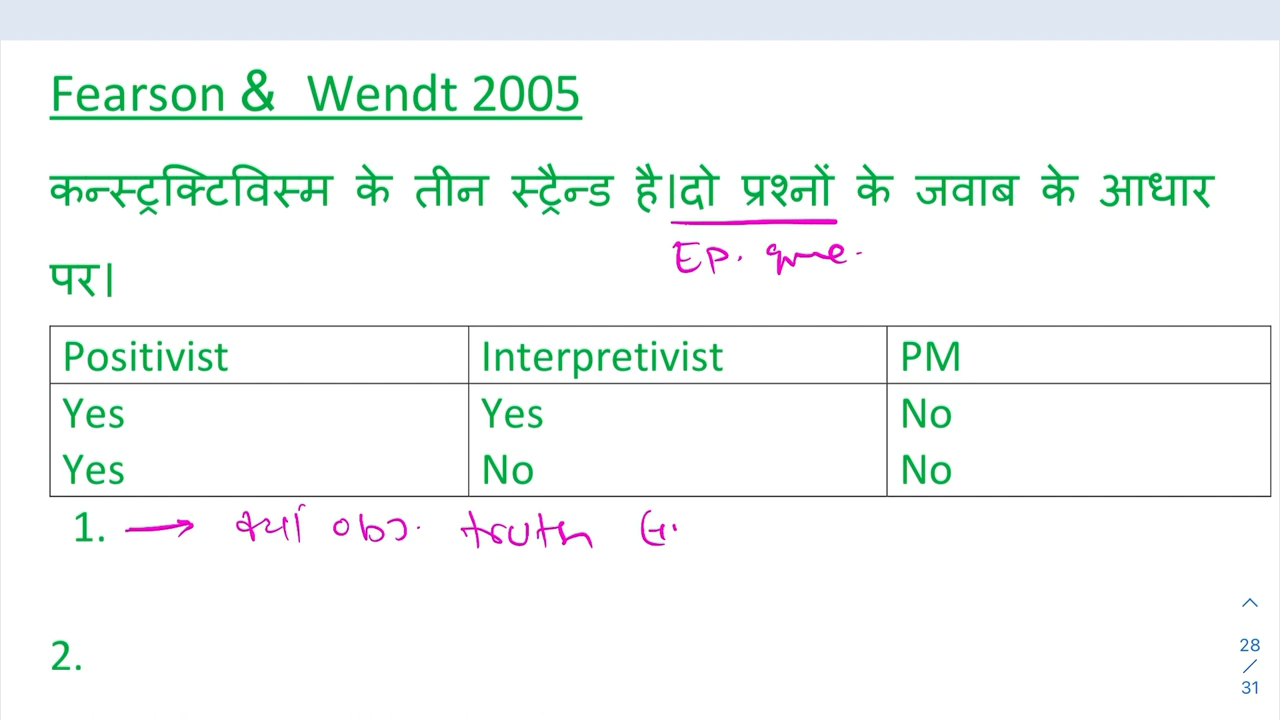 Fearson & Wendt 2005
कन्स्ट्रक्टिविस्म के तीन स्ट्रैन्ड है।दो प्रश्नों के जवाब के आधार
Ep. que.
पर।
Positivist Interpretivist PM
Yes Yes No
Yes No No
1. → क्या obj. truth
2.
28
/
31